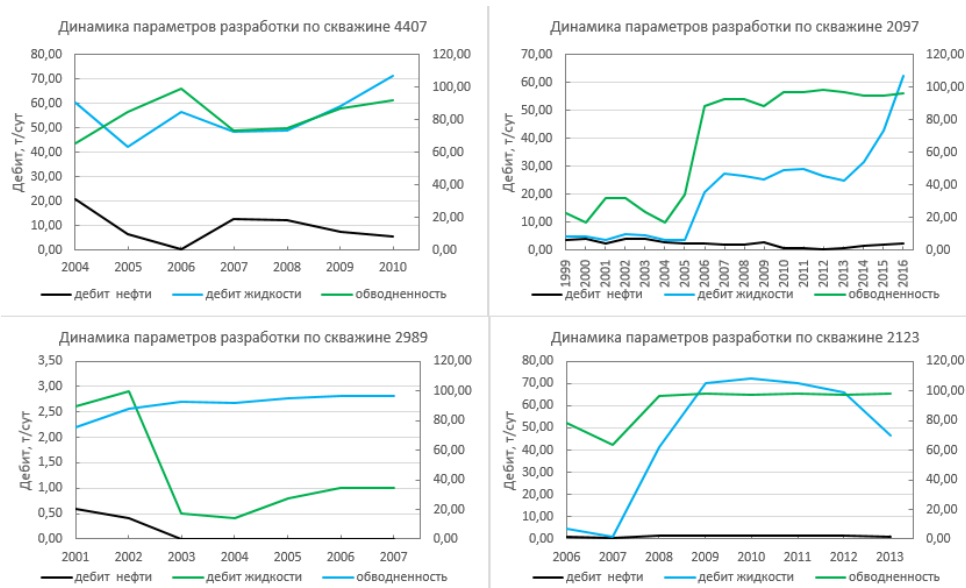 Динамика параметров разработки по скважине 4407
80,00 120,00
70,00 100,00
60,00
50,00 80,00
40,00 60,00
30,00 40,00
20,00
10,00 20,00
0,00 0,00
Дебит, т/сут
2004 2005 2006 2007 2008 2009 2010
дебит нефти дебит жидкости обводненность
Динамика параметров разработки по скважине 2097
70,00 120,00
60,00 100,00
50,00 80,00
40,00 60,00
30,00
20,00 40,00
10,00 20,00
0,00 0,00
Дебит, т/сут
1999 2000 2001 2002 2003 2004 2005 2006 2007 2008 2009 2010 2011 2012 2013 2014 2015 2016
дебит нефти дебит жидкости обводненность
Динамика параметров разработки по скважине 2989
3,50 120,00
3,00 100,00
2,50 80,00
2,00
1,50 60,00
1,00 40,00
0,50 20,00
0,00 0,00
Дебит, т/сут
2001 2002 2003 2004 2005 2006 2007
дебит нефти дебит жидкости обводненность
Динамика параметров разработки по скважине 2123
80,00 120,00
70,00 100,00
60,00
50,00 80,00
40,00 60,00
30,00 40,00
20,00
10,00 20,00
0,00 0,00
Дебит, т/сут
2006 2007 2008 2009 2010 2011 2012 2013
дебит нефти дебит жидкости обводненность